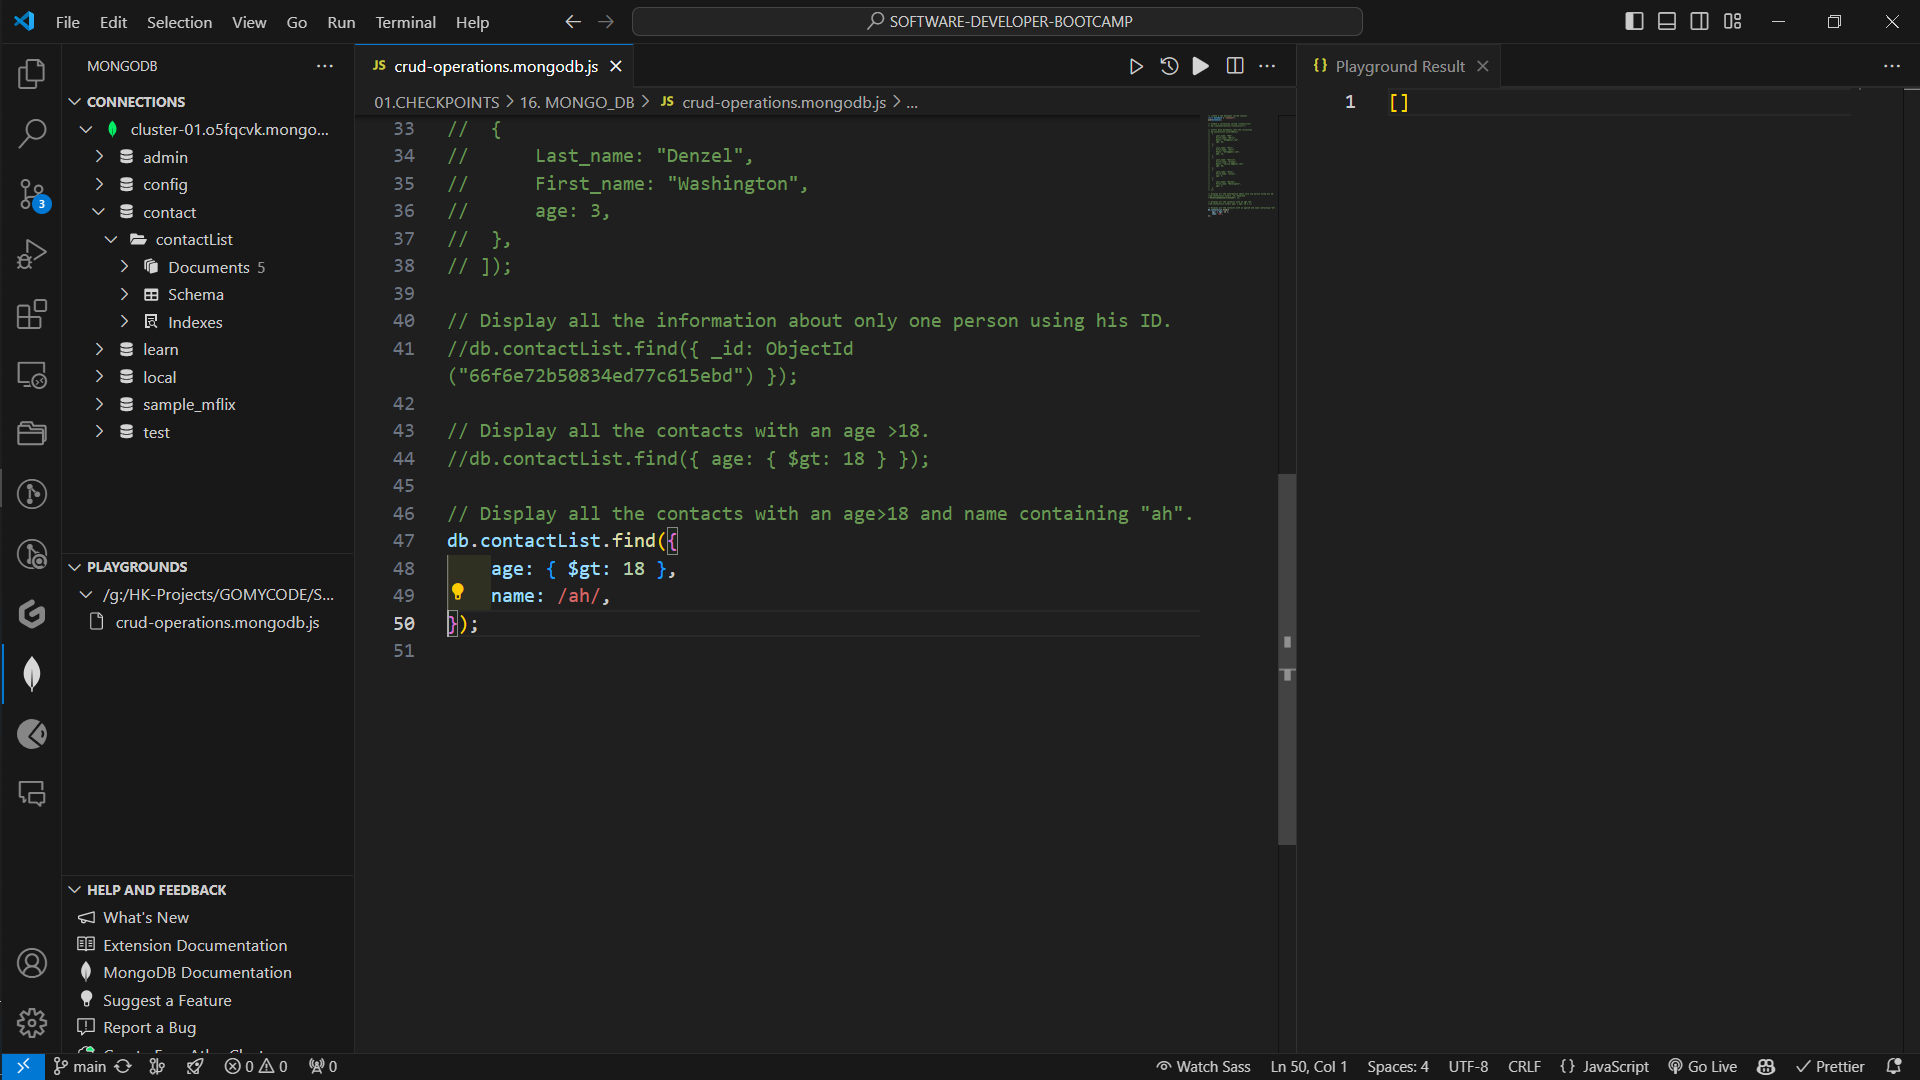 File Edit Selection View Go Run Terminal Help
SOFTWARE-DEVELOPER-BOOTCAMP
MONGODB
CONNECTIONS
cluster-01.o5fqcvk.mongo...
admin
config
contact
contactList
Documents 5
Schema
Indexes
learn
local
sample_mflix
test
PLAYGROUNDS
/g:/HK-Projects/GOMYCODE/S...
crud-operations.mongodb.js
HELP AND FEEDBACK
What's New
Extension Documentation
MongoDB Documentation
Suggest a Feature
Report a Bug
3
JS crud-operations.mongodb.js
01.CHECKPOINTS > 16. MONGO_DB > JS crud-operations.mongodb.js > ...
33 // {
34 // Last_name: "Denzel",
35 // First_name: "Washington",
36 // age: 3,
37 // },
38 // ]);
39
40 // Display all the information about only one person using his ID.
41 //db.contactList.find({ _id: ObjectId
("66f6e72b50834ed77c615ebd") });
42
43 // Display all the contacts with an age >18.
44 //db.contactList.find({ age: { $gt: 18 } });
45
46 // Display all the contacts with an age>18 and name containing "ah".
47 db.contactList.find({
48 age: { $gt: 18 },
49 name: /ah/,
50 });
51
{} Playground Result
1 []
main
0 0
0
Watch Sass
Ln 50, Col 1
Spaces: 4
UTF-8
CRLF
{} JavaScript
Go Live
Prettier